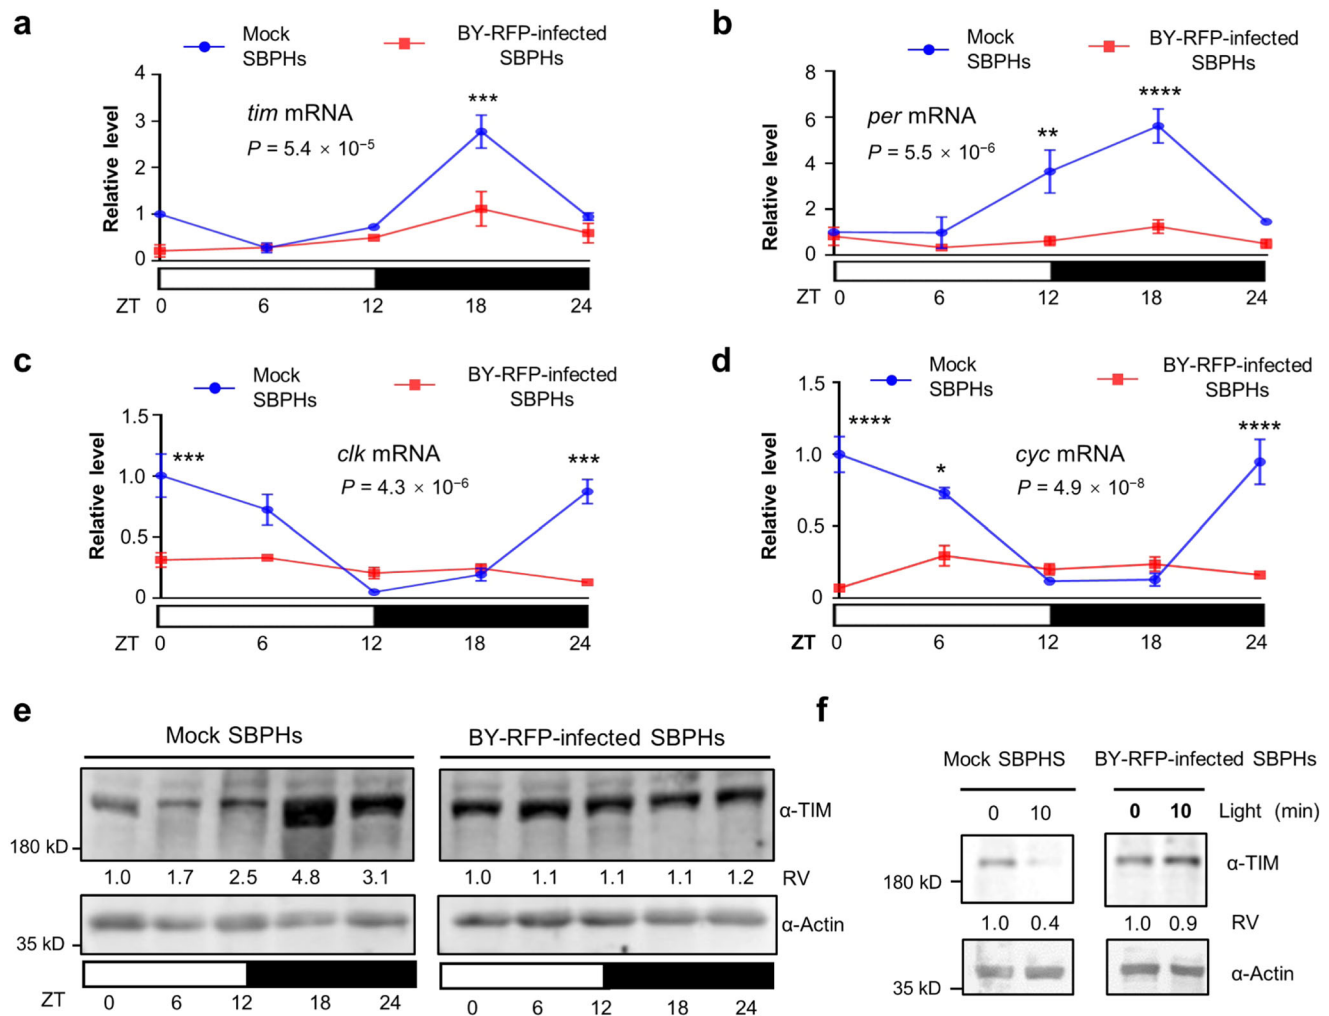 a
Mock
SBPHs
BY-RFP-infected
SBPHs
4
3
2
1
0
Relative level
tim mRNA
P = 5.4 × 10⁻⁵
***
ZT 0 6 12 18 24
b
Mock
SBPHs
BY-RFP-infected
SBPHs
8
6
4
2
0
Relative level
per mRNA
P = 5.5 × 10⁻⁶
**
****
ZT 0 6 12 18 24
c
Mock
SBPHs
BY-RFP-infected
SBPHs
1.5
1.0
0.5
0
Relative level
***
clk mRNA
P = 4.3 × 10⁻⁶
***
ZT 0 6 12 18 24
d
Mock
SBPHs
BY-RFP-infected
SBPHs
1.5
1.0
0.5
0
Relative level
****
*
cyc mRNA
P = 4.9 × 10⁻⁸
****
ZT 0 6 12 18 24
e
Mock SBPHs
BY-RFP-infected SBPHs
α-TIM
180 kD
1.0 1.7 2.5 4.8 3.1
1.0 1.1 1.1 1.1 1.2
RV
α-Actin
35 kD
ZT 0 6 12 18 24
0 6 12 18 24
f
Mock SBPHS
BY-RFP-infected SBPHs
0 10
0 10
Light (min)
α-TIM
180 kD
1.0 0.4
1.0 0.9
RV
α-Actin
35 kD